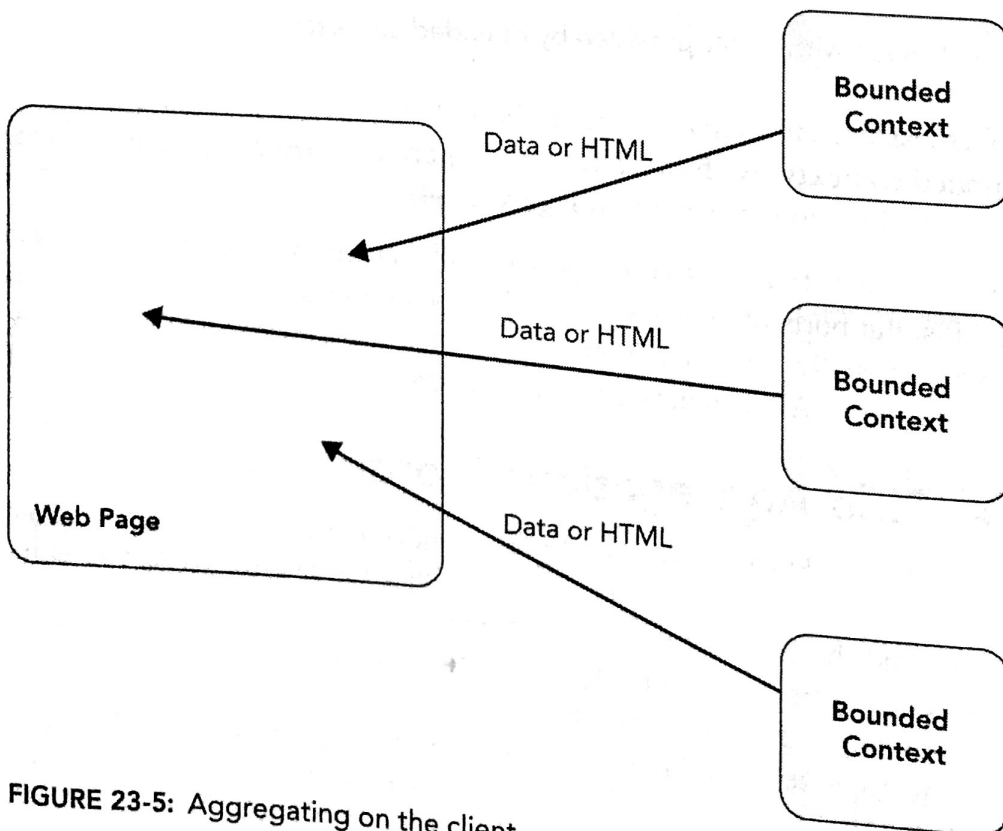 Bounded
Context
Data or HTML
Data or HTML
Bounded
Context
Web Page
Data or HTML
Bounded
Context
FIGURE 23-5: Aggregating on the client